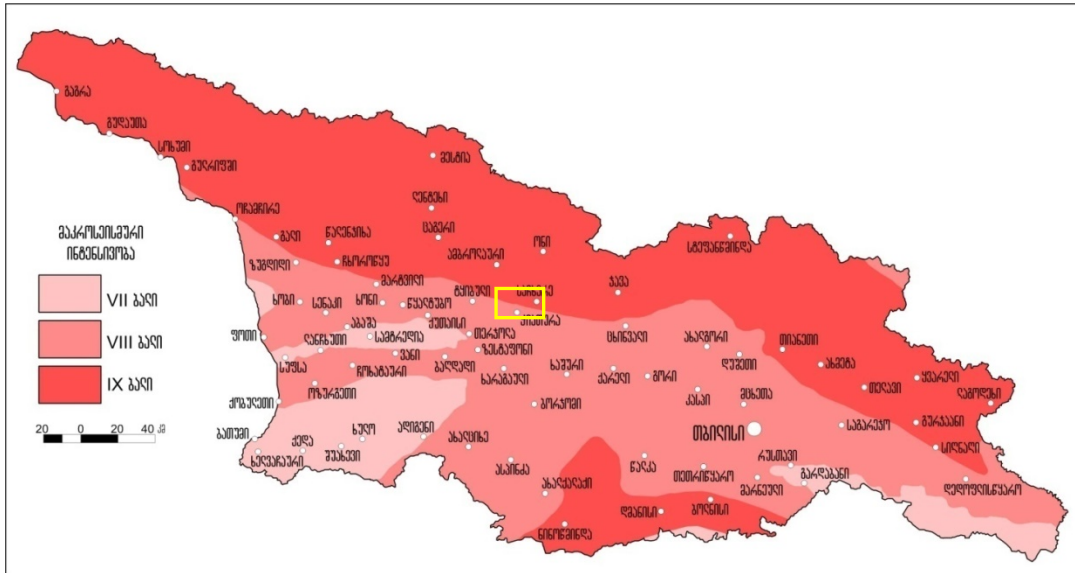 გაგრა
გუდაუთა
სოხუმი
გულრიფში
მესტია
ოჩამჩირე
ლენტეხი
ცაგერი
გალი
წალენჯიხა
ამბროლაური
ონი
სტეფანწმინდა
მაკროსეისმური
ინტენსივობა
VII ბალი
VIII ბალი
IX ბალი
20 0 20 40 კმ
ზუგდიდი
ჩხოროწყუ
მარტვილი
ტყიბული
ჯავა
ხობი
სენაკი
ხონი
წყალტუბო
ქუთაისი
ჭიათურა
ცხინვალი
ფოთი
აბაშა
სამტრედია
თერჯოლა
ახალგორი
თიანეთი
ლანჩხუთი
ვანი
ზესტაფონი
დუშეთი
ახმეტა
ყვარელი
სუფსა
ჩოხატაური
ბაღდადი
ხარაგაული
ხაშური
ქარელი
გორი
თელავი
ლაგოდეხი
ოზურგეთი
კასპი
მცხეთა
ქობულეთი
ბორჯომი
გურჯაანი
ბათუმი
ქედა
ხულო
ადიგენი
ახალციხე
თბილისი
საგარეჯო
სიღნაღი
ხელვაჩაური
შუახევი
ასპინძა
წალკა
თეთრიწყარო
რუსთავი
გარდაბანი
დედოფლისწყარო
ახალქალაქი
მარნეული
დმანისი
ბოლნისი
ნინოწმინდა